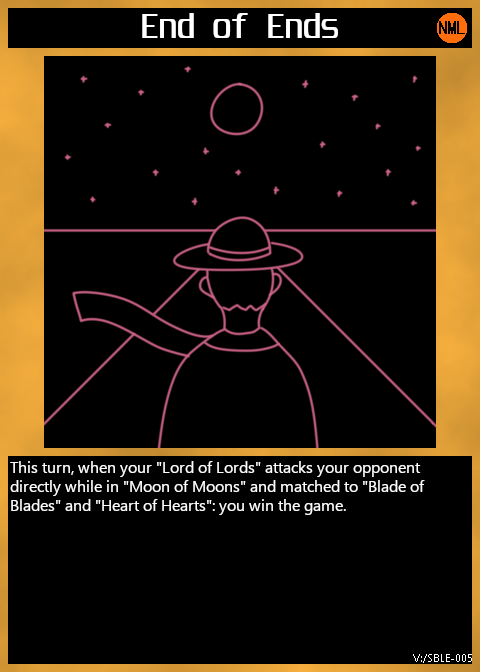 End of Ends
NML
This turn, when your "Lord of Lords" attacks your opponent
directly while in "Moon of Moons" and matched to "Blade of
Blades" and "Heart of Hearts": you win the game.
V:/SBLE-005